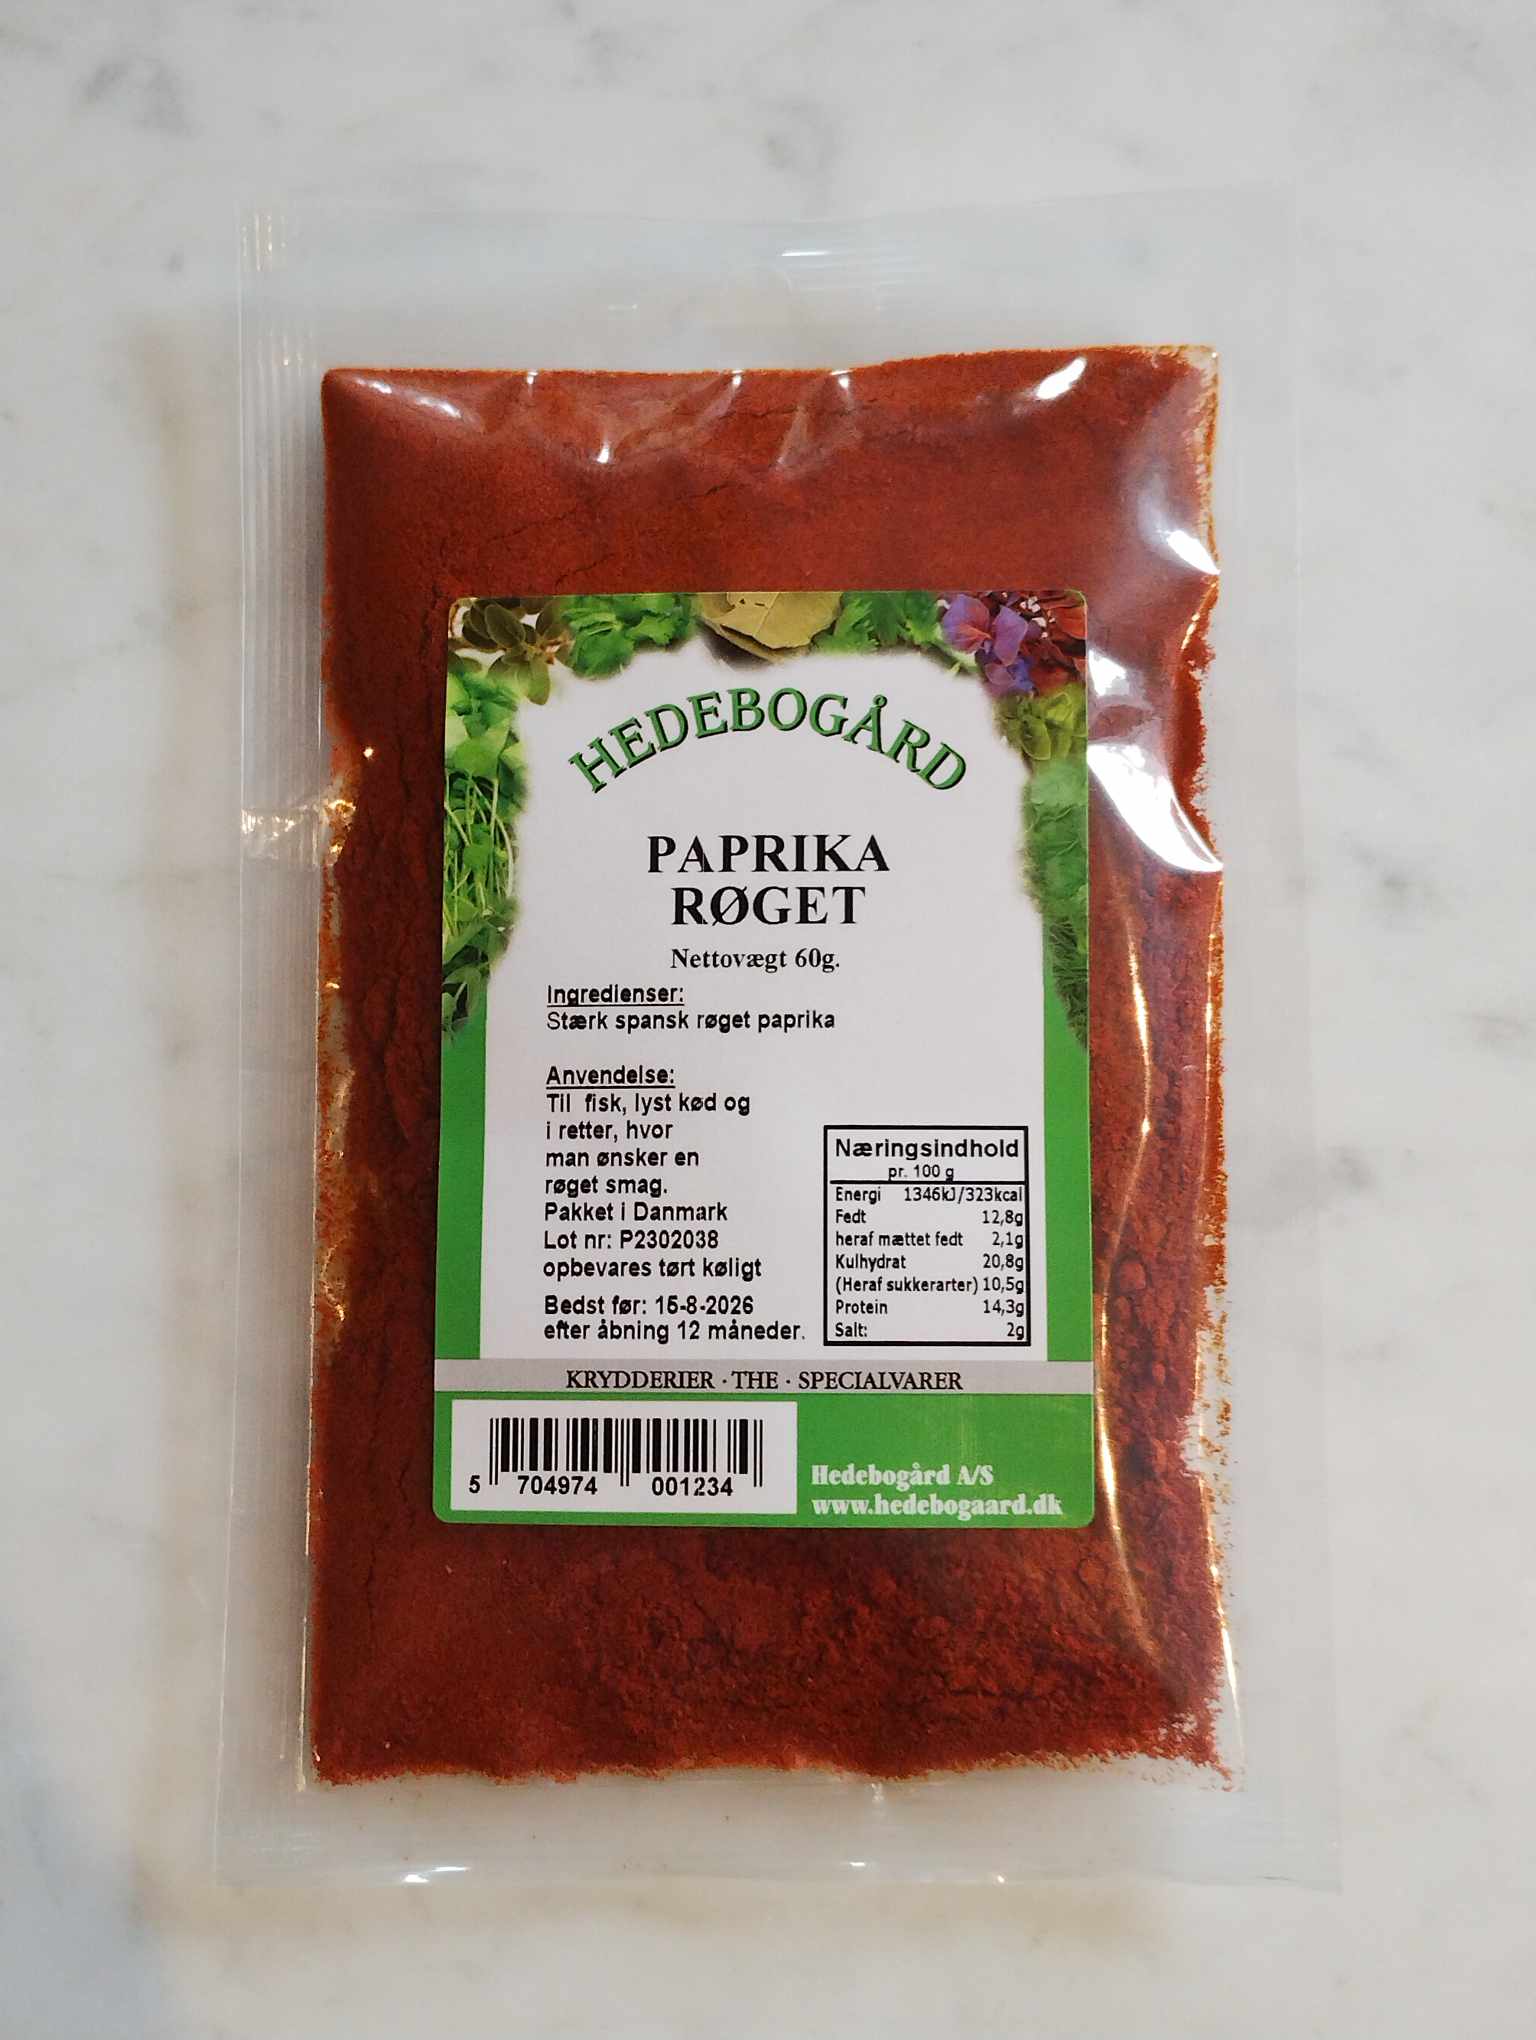 HEDEBOGÅRD
PAPRIKA
RØGET
Nettovægt 60g.
Ingredienser:
Stærk spansk røget paprika
Anvendelse:
Til fisk, lyst kød og
i retter, hvor
man ønsker en
røget smag.
Pakket i Danmark
Lot nr: P2302038
opbevares tørt køligt
Bedst før: 15-8-2026
efter åbning 12 måneder.
Næringsindhold
pr. 100 g
Energi 1346kJ/323kcal
Fedt 12,8g
heraf mættet fedt 2,1g
Kulhydrat 20,8g
(Heraf sukkerarter) 10,5g
Protein 14,3g
Salt: 2g
KRYDDERIER · THE · SPECIALVARER
5 704974 001234
Hedebogård A/S
www.hedebogaard.dk